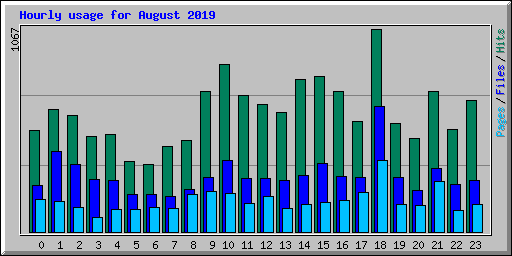 Hourly usage for August 2019
1067
Pages/Files/Hits
0 1 2 3 4 5 6 7 8 9 10 11 12 13 14 15 16 17 18 19 20 21 22 23